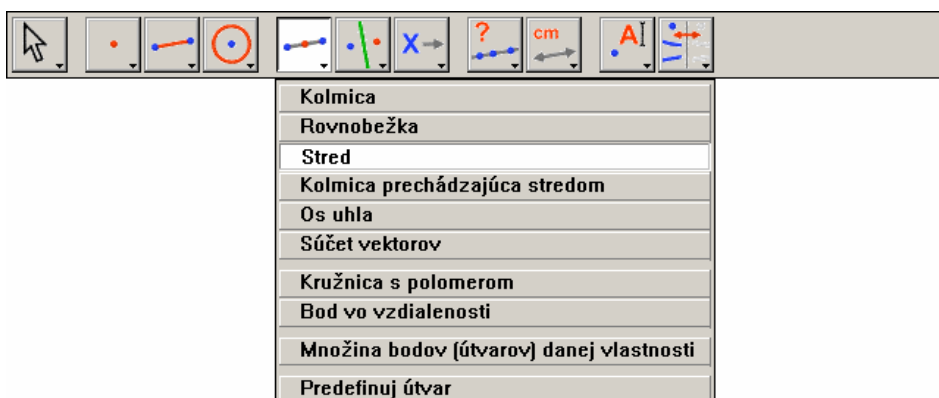 X
?
cm
A
Kolmica
Rovnobežka
Stred
Kolmica prechádzajúca stredom
Os uhla
Súčet vektorov
Kružnica s polomerom
Bod vo vzdialenosti
Množina bodov (útvarov) danej vlastnosti
Predefinuj útvar